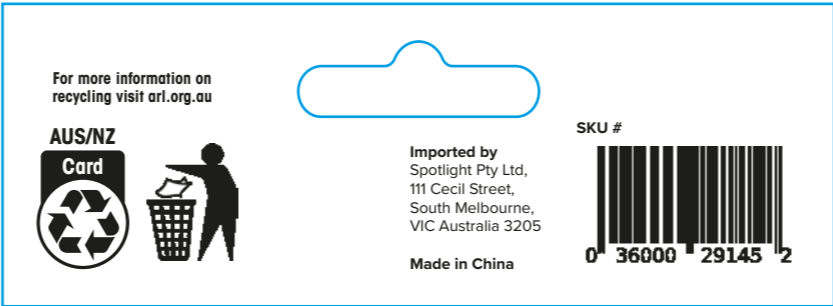 For more information on
recycling visit arl.org.au
AUS/NZ
Card
Imported by
Spotlight Pty Ltd,
111 Cecil Street,
South Melbourne,
VIC Australia 3205
Made in China
SKU #
0 36000 29145 2